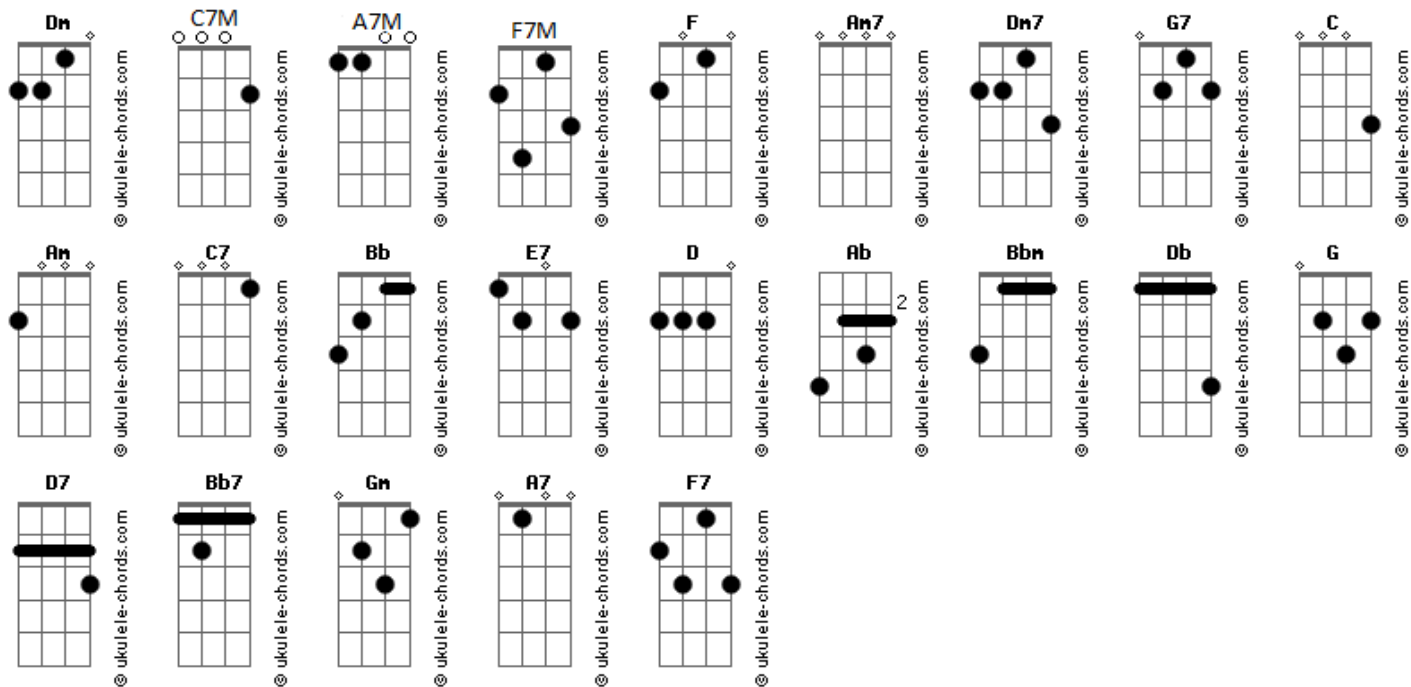 Dm C7M A7M F7M F Am7 Dm7 G7 C
© ukulele-chords.com © ukulele-chords.com © ukulele-chords.com © ukulele-chords.com © ukulele-chords.com © ukulele-chords.com © ukulele-chords.com © ukulele-chords.com © ukulele-chords.com
Am C7 Bb E7 D Ab Bbm Db G
2
© ukulele-chords.com © ukulele-chords.com © ukulele-chords.com © ukulele-chords.com © ukulele-chords.com © ukulele-chords.com © ukulele-chords.com © ukulele-chords.com © ukulele-chords.com
D7 Bb7 Gm A7 F7
© ukulele-chords.com © ukulele-chords.com © ukulele-chords.com © ukulele-chords.com © ukulele-chords.com